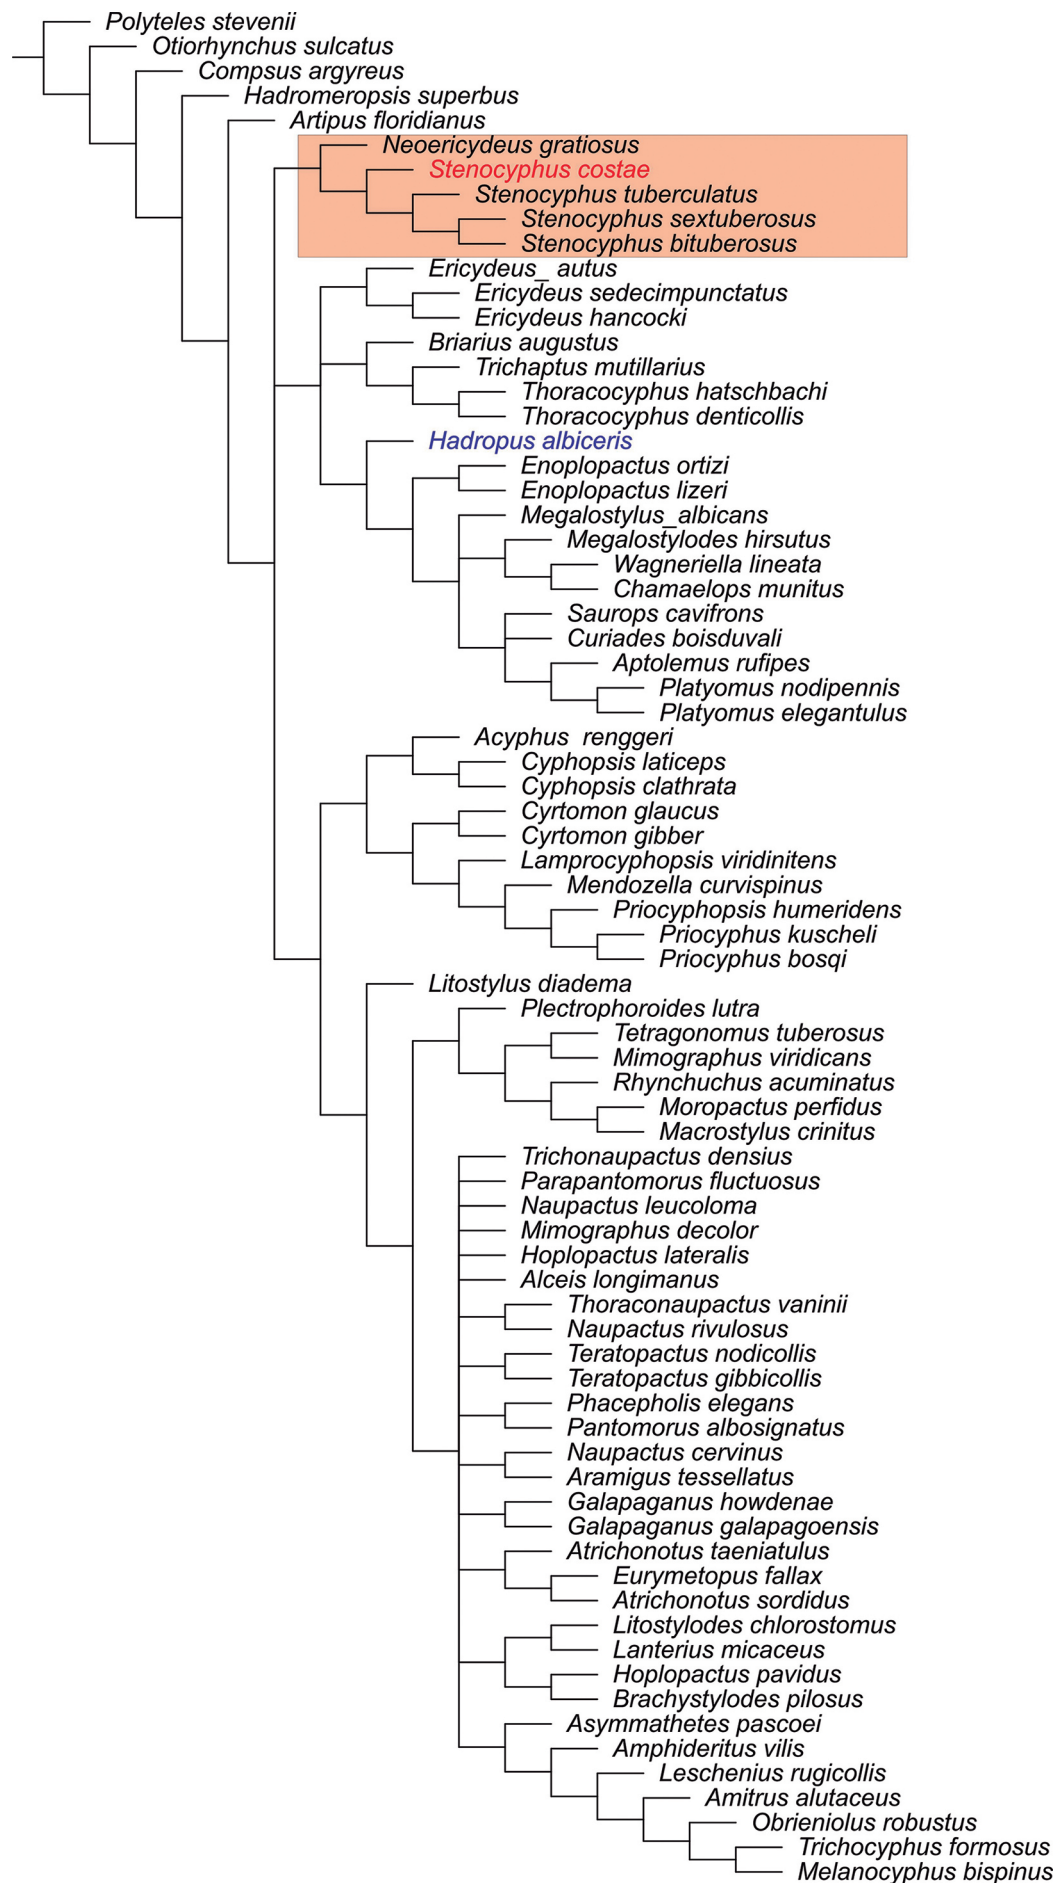 Polyteles stevenii
Otiorhynchus sulcatus
Compsus argyreus
Hadromeropsis superbus
Artipus floridianus
Neoericydeus gratiosus
Stenocyphus costae
Stenocyphus tuberculatus
Stenocyphus sextuberosus
Stenocyphus bituberosus
Ericydeus_ autus
Ericydeus sedecimpunctatus
Ericydeus hancocki
Briarius augustus
Trichaptus mutillarius
Thoracocyphus hatschbachi
Thoracocyphus denticollis
Hadropus albiceris
Enoplopactus ortizi
Enoplopactus lizeri
Megalostylus_albicans
Megalostylodes hirsutus
Wagneriella lineata
Chamaelops munitus
Saurops cavifrons
Curiades boisduvali
Aptolemus rufipes
Platyomus nodipennis
Platyomus elegantulus
Acyphus  renggeri
Cyphopsis laticeps
Cyphopsis clathrata
Cyrtomon glaucus
Cyrtomon gibber
Lamprocyphopsis viridinitens
Mendozella curvispinus
Priocyphopsis humeridens
Priocyphus kuscheli
Priocyphus bosqi
Litostylus diadema
Plectrophoroides lutra
Tetragonomus tuberosus
Mimographus viridicans
Rhynchuchus acuminatus
Moropactus perfidus
Macrostylus crinitus
Trichonaupactus densius
Parapantomorus fluctuosus
Naupactus leucoloma
Mimographus decolor
Hoplopactus lateralis
Alceis longimanus
Thoraconaupactus vaninii
Naupactus rivulosus
Teratopactus nodicollis
Teratopactus gibbicollis
Phacepholis elegans
Pantomorus albosignatus
Naupactus cervinus
Aramigus tessellatus
Galapaganus howdenae
Galapaganus galapagoensis
Atrichonotus taeniatulus
Eurymetopus fallax
Atrichonotus sordidus
Litostylodes chlorostomus
Lanterius micaceus
Hoplopactus pavidus
Brachystylodes pilosus
Asymmathetes pascoei
Amphideritus vilis
Leschenius rugicollis
Amitrus alutaceus
Obrieniolus robustus
Trichocyphus formosus
Melanocyphus bispinus